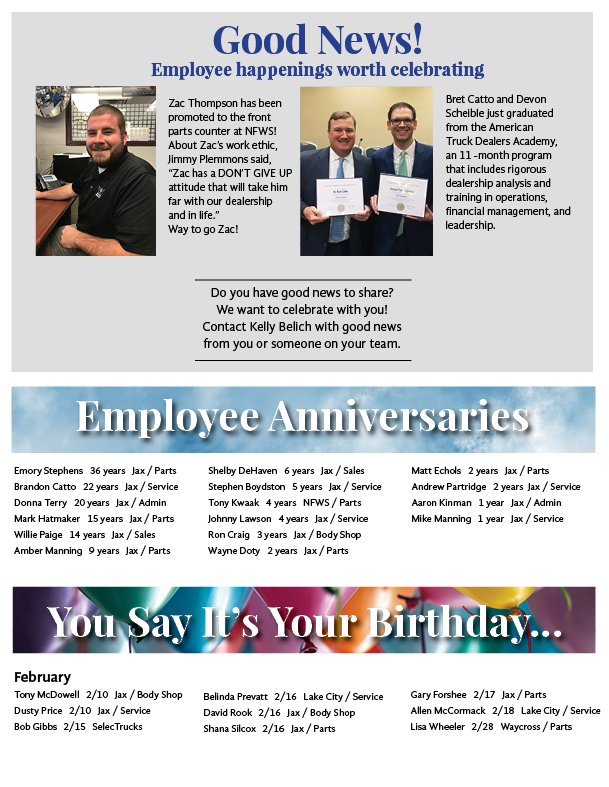 Good News!
Employee happenings worth celebrating
Zac Thompson has been
promoted to the front
parts counter at NFWS!
About Zac's work ethic,
Jimmy Plemmons said,
"Zac has a DON'T GIVE UP
attitude that will take him
far with our dealership
and in life."
Way to go Zac!
Bret Catto and Devon
Scheible just graduated
from the American
Truck Dealers Academy,
an 11 -month program
that includes rigorous
dealership analysis and
training in operations,
financial management, and
leadership.
Do you have good news to share?
We want to celebrate with you!
Contact Kelly Belich with good news
from you or someone on your team.
Employee Anniversaries
Emory Stephens 36 years Jax / Parts
Brandon Catto 22 years Jax / Service
Donna Terry 20 years Jax / Admin
Mark Hatmaker 15 years Jax / Parts
Willie Paige 14 years Jax / Sales
Amber Manning 9 years Jax / Parts
Shelby DeHaven 6 years Jax / Sales
Stephen Boydston 5 years Jax / Service
Tony Kwaak 4 years NFWS / Parts
Johnny Lawson 4 years Jax / Service
Ron Craig 3 years Jax / Body Shop
Wayne Doty 2 years Jax / Parts
Matt Echols 2 years Jax / Parts
Andrew Partridge 2 years Jax / Service
Aaron Kinman 1 year Jax / Admin
Mike Manning 1 year Jax / Service
You Say It's Your Birthday...
February
Tony McDowell 2/10 Jax / Body Shop
Dusty Price 2/10 Jax / Service
Bob Gibbs 2/15 SelecTrucks
Belinda Prevatt 2/16 Lake City / Service
David Rook 2/16 Jax / Body Shop
Shana Silcox 2/16 Jax / Parts
Gary Forshee 2/17 Jax / Parts
Allen McCormack 2/18 Lake City / Service
Lisa Wheeler 2/28 Waycross / Parts